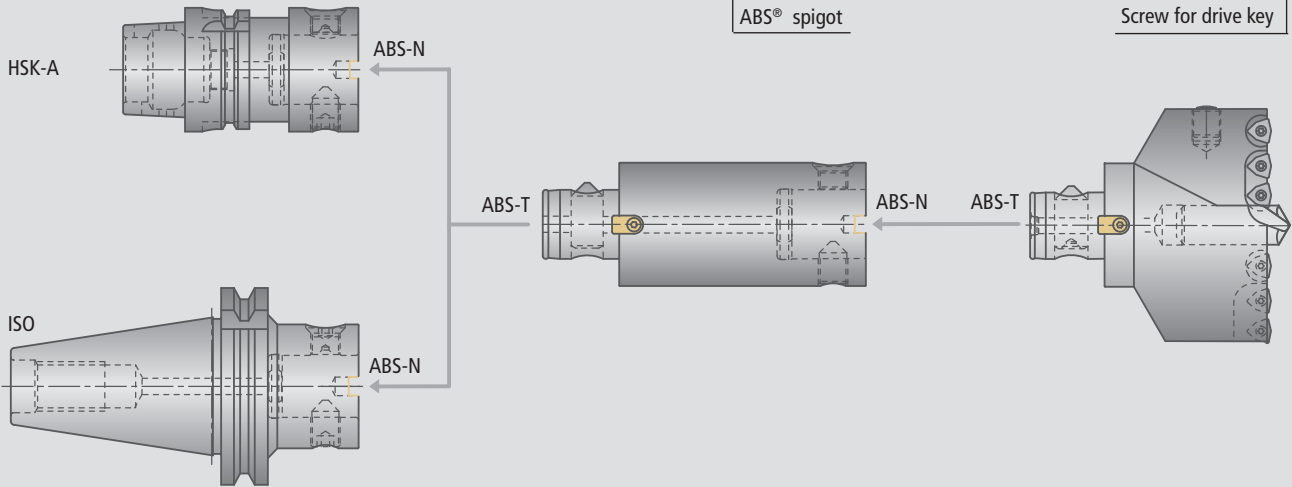 ABS® spigot
Screw for drive key
HSK-A
ABS-N
ABS-T
ABS-N
ABS-T
ISO
ABS-N